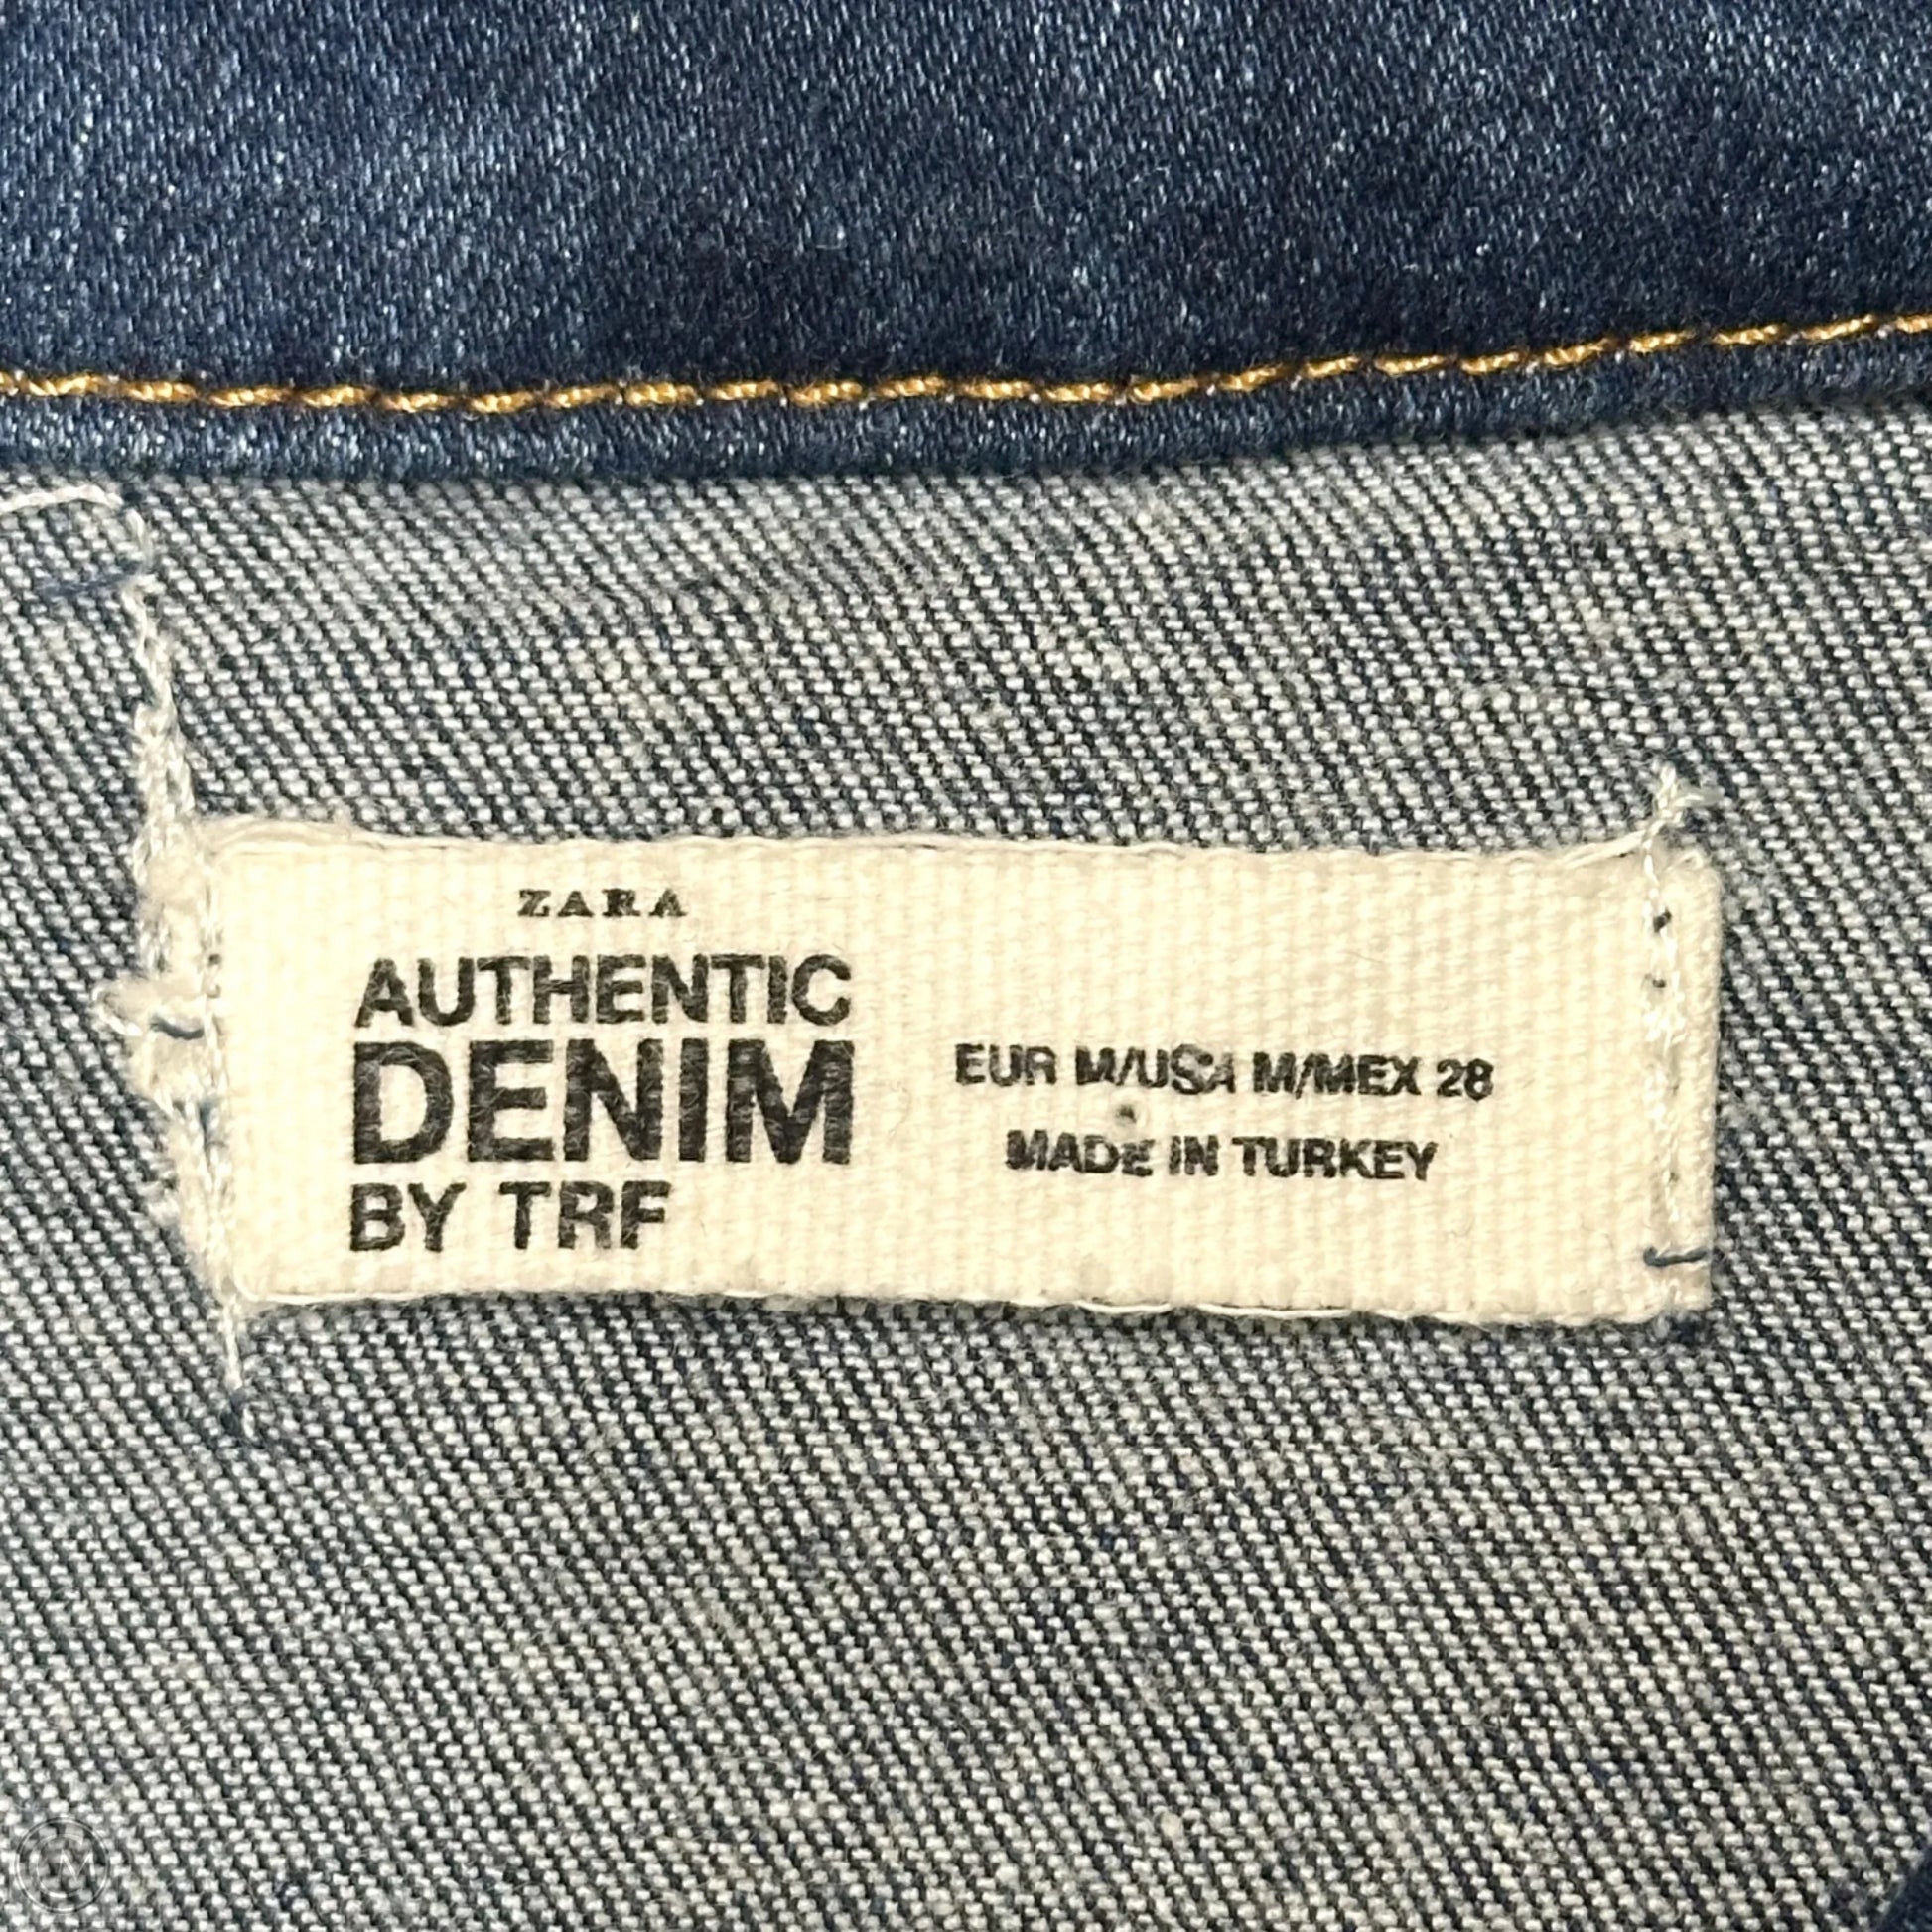 ZARA
AUTHENTIC
DENIM
BY TRF
EUR M/USA M/MEX 28
MADE IN TURKEY